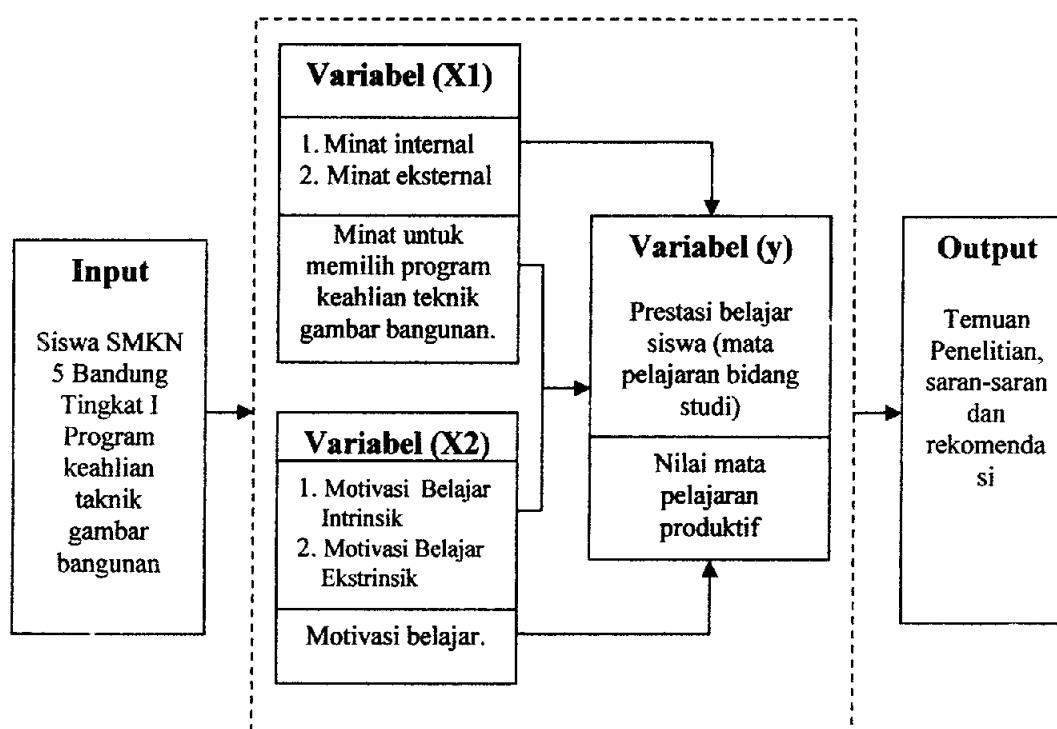 Input
Siswa SMKN
5 Bandung
Tingkat I
Program
keahlian
taknik
gambar
bangunan
Variabel (X1)
1. Minat internal
2. Minat eksternal
Minat untuk
memilih program
keahlian teknik
gambar bangunan.
Variabel (X2)
1. Motivasi Belajar
Intrinsik
2. Motivasi Belajar
Ekstrinsik
Motivasi belajar.
Variabel (y)
Prestasi belajar
siswa (mata
pelajaran bidang
studi)
Nilai mata
pelajaran
produktif
Output
Temuan
Penelitian,
saran-saran
dan
rekomenda
si